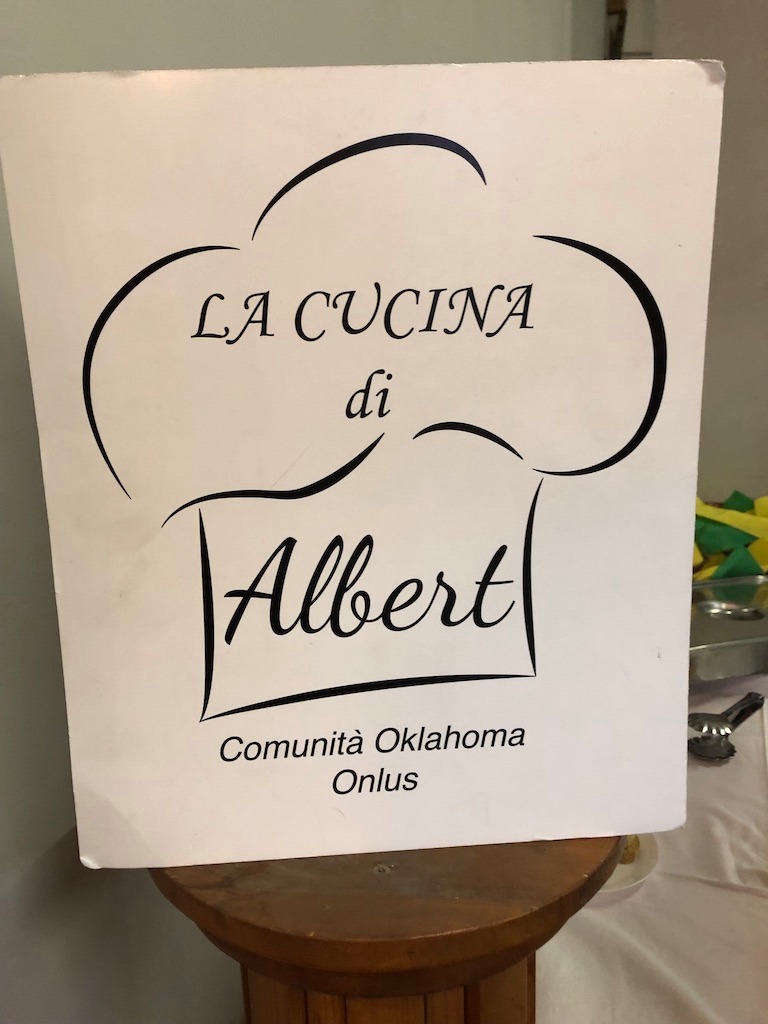 LA CUCINA
di
Albert
Comunità Oklahoma
Onlus